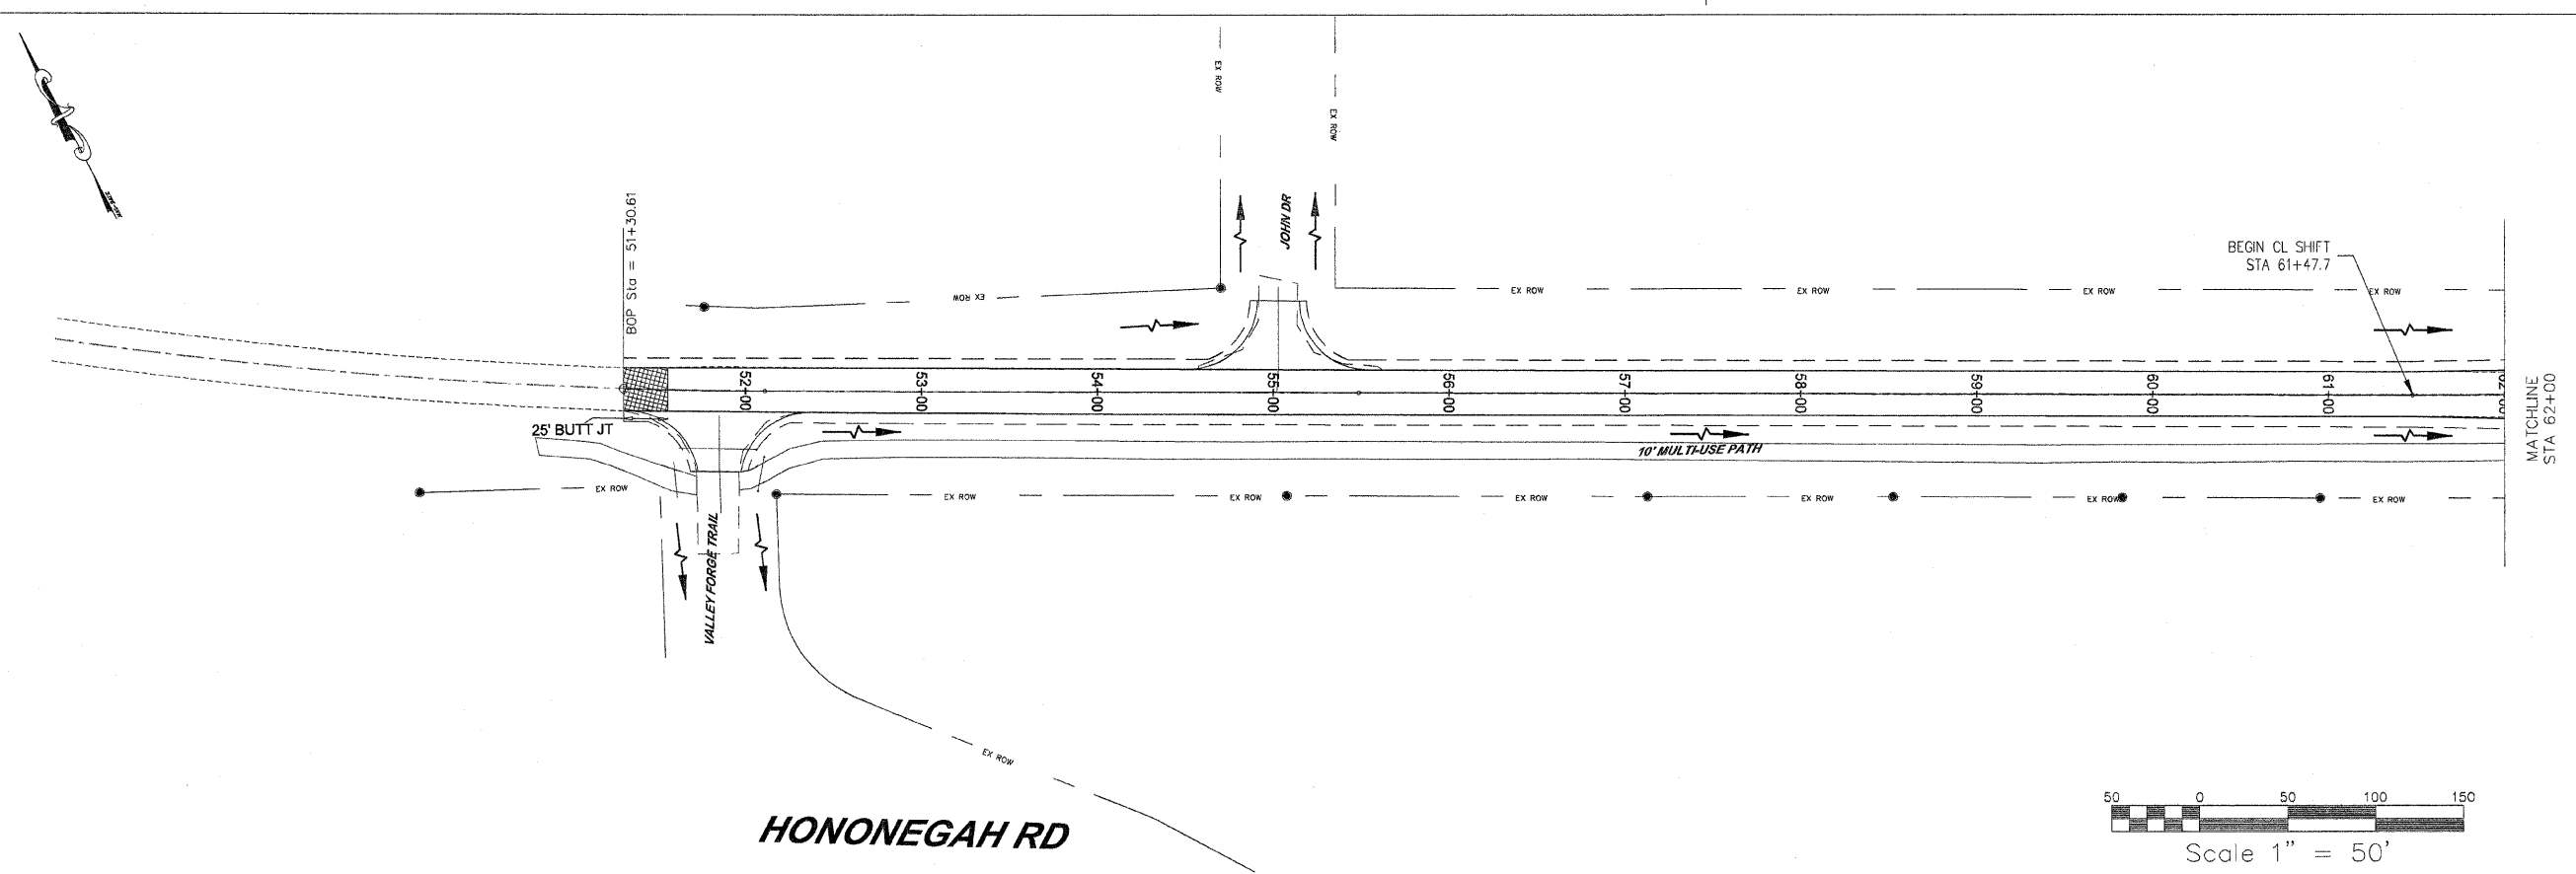 EX ROW
EX ROW
BOP Sta = 51+30.61
JOHN DR
BEGIN CL SHIFT
STA 61+47.7
EX ROW
EX ROW
EX ROW
EX ROW
EX ROW
52+00
53+00
54+00
55+00
56+00
57+00
58+00
59+00
60+00
61+00
62+00
MATCHLINE
STA 62+00
25' BUTT JT
10' MULTI-USE PATH
EX ROW
EX ROW
EX ROW
EX ROW
EX ROW
EX ROW
EX ROW
VALLEY FORGE TRAIL
EX ROW
HONONEGAH RD
50 0 50 100 150
Scale 1" = 50'